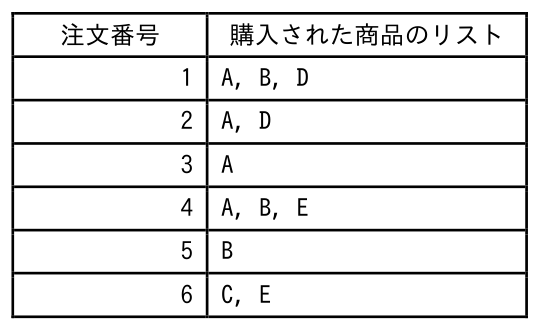 注文番号 購入された商品のリスト
1 A, B, D
2 A, D
3 A
4 A, B, E
5 B
6 C, E